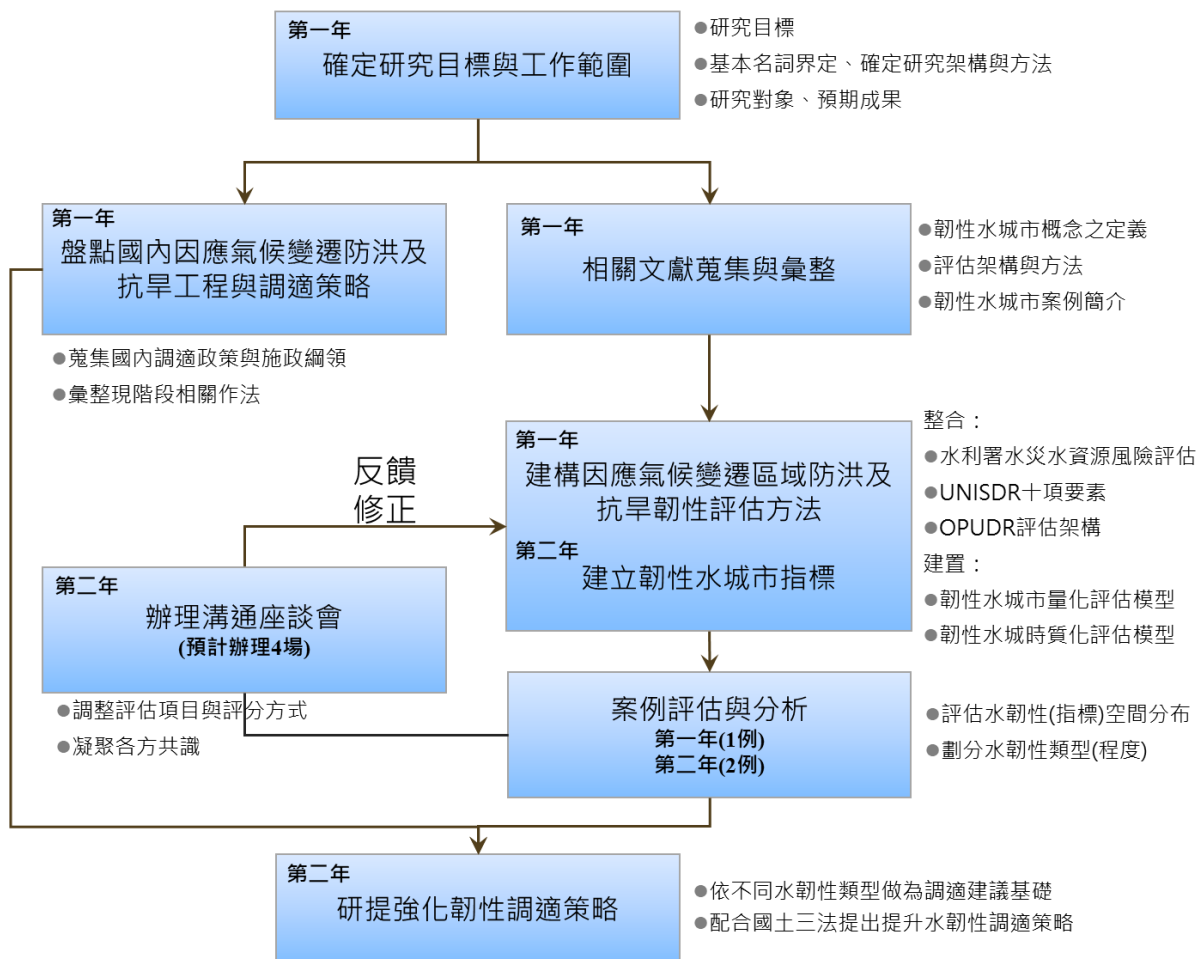 第一年
確定研究目標與工作範圍
●研究目標
●基本名詞界定、確定研究架構與方法
●研究對象、預期成果
第一年
盤點國內因應氣候變遷防洪及
抗旱工程與調適策略
●蒐集國內調適政策與施政綱領
●彙整現階段相關作法
第一年
相關文獻蒐集與彙整
●韌性水城市概念之定義
●評估架構與方法
●韌性水城市案例簡介
第一年
建構因應氣候變遷區域防洪及
抗旱韌性評估方法
第二年
建立韌性水城市指標
整合：
●水利署水災水資源風險評估
●UNISDR十項要素
●OPUDR評估架構
建置：
●韌性水城市量化評估模型
●韌性水城時質化評估模型
反饋
修正
第二年
辦理溝通座談會
(預計辦理4場)
●調整評估項目與評分方式
●凝聚各方共識
案例評估與分析
第一年(1例)
第二年(2例)
●評估水韌性(指標)空間分布
●劃分水韌性類型(程度)
第二年
研提強化韌性調適策略
●依不同水韌性類型做為調適建議基礎
●配合國土三法提出提升水韌性調適策略